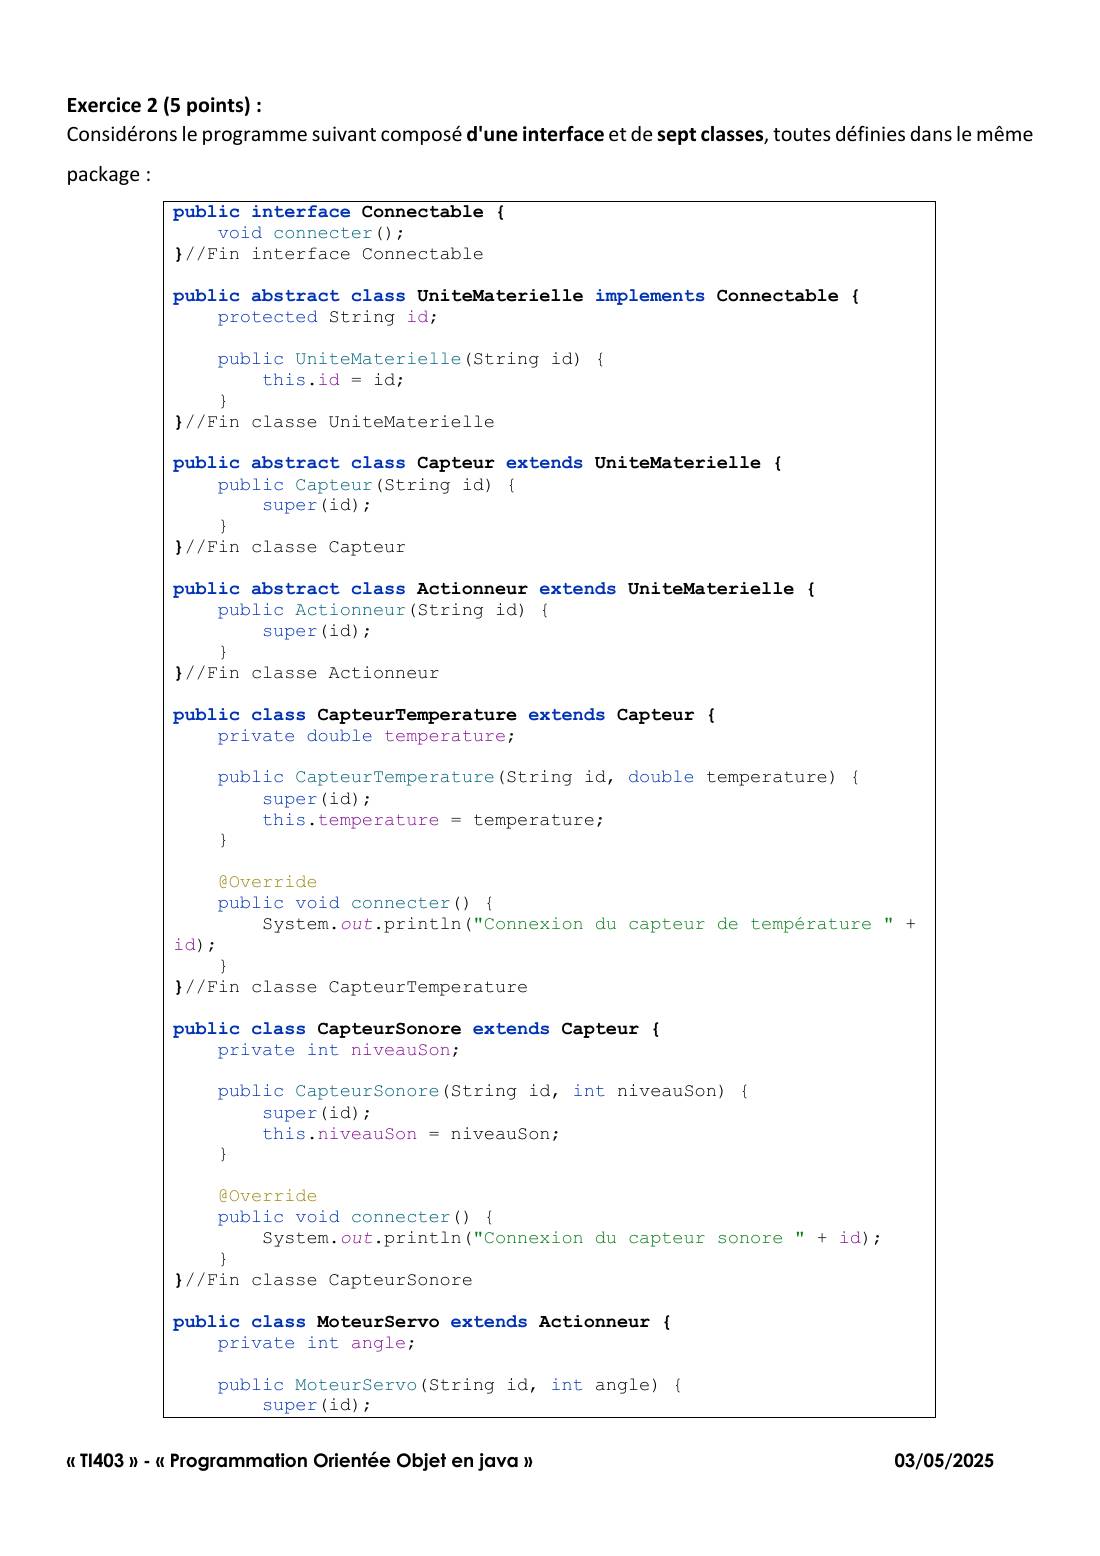 Exercice 2 (5 points) :
Considérons le programme suivant composé d'une interface et de sept classes, toutes définies dans le même
package :
public interface Connectable {
    void connecter();
}//Fin interface Connectable
public abstract class UniteMaterielle implements Connectable {
    protected String id;
    public UniteMaterielle(String id) {
        this.id = id;
    }
}//Fin classe UniteMaterielle
public abstract class Capteur extends UniteMaterielle {
    public Capteur(String id) {
        super(id);
    }
}//Fin classe Capteur
public abstract class Actionneur extends UniteMaterielle {
    public Actionneur(String id) {
        super(id);
    }
}//Fin classe Actionneur
public class CapteurTemperature extends Capteur {
    private double temperature;
    public CapteurTemperature(String id, double temperature) {
        super(id);
        this.temperature = temperature;
    }
    @Override
    public void connecter() {
        System.out.println("Connexion du capteur de température " +
id);
    }
}//Fin classe CapteurTemperature
public class CapteurSonore extends Capteur {
    private int niveauSon;
    public CapteurSonore(String id, int niveauSon) {
        super(id);
        this.niveauSon = niveauSon;
    }
    @Override
    public void connecter() {
        System.out.println("Connexion du capteur sonore " + id);
    }
}//Fin classe CapteurSonore
public class MoteurServo extends Actionneur {
    private int angle;
    public MoteurServo(String id, int angle) {
        super(id);
« TI403 » - « Programmation Orientée Objet en java » 03/05/2025